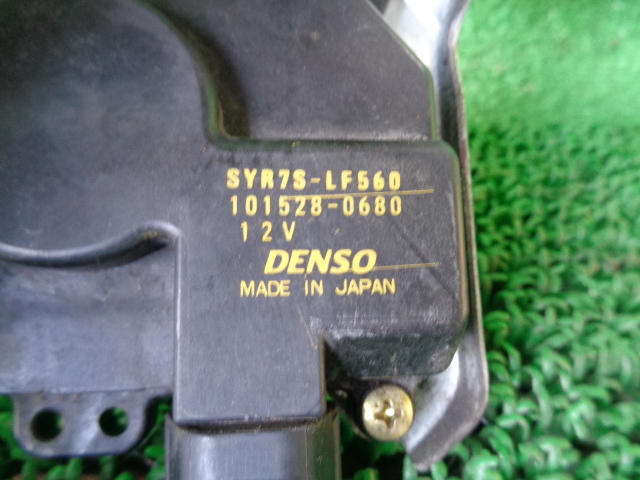 SYR7S-LF560
101528-0680
12V
DENSO
MADE IN JAPAN